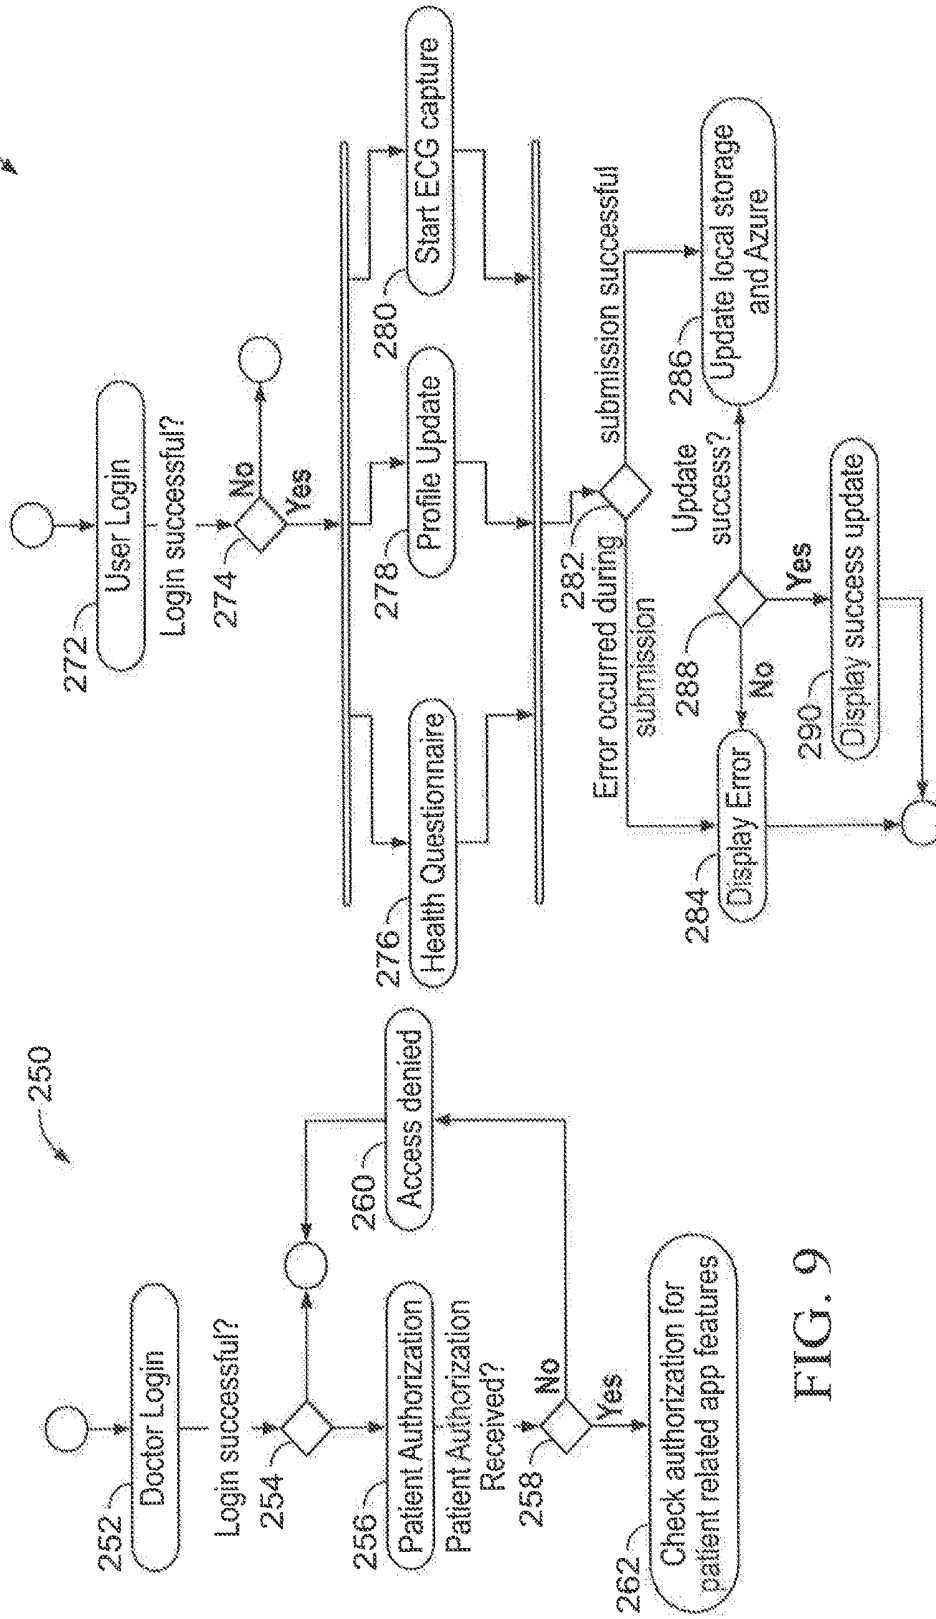 250
252
Doctor Login
Login successful?
254
256
Patient Authorization
Patient Authorization
Received?
258
No
Yes
260
Access denied
262
Check authorization for
patient related app features
FIG. 9
272
User Login
Login successful?
274
No
Yes
276
Health Questionnaire
278
Profile Update
280
Start ECG capture
282
Error occurred during
submission
submission successful
284
Display Error
286
Update local storage
and Azure
288
Update
success?
No
Yes
290
Display success update